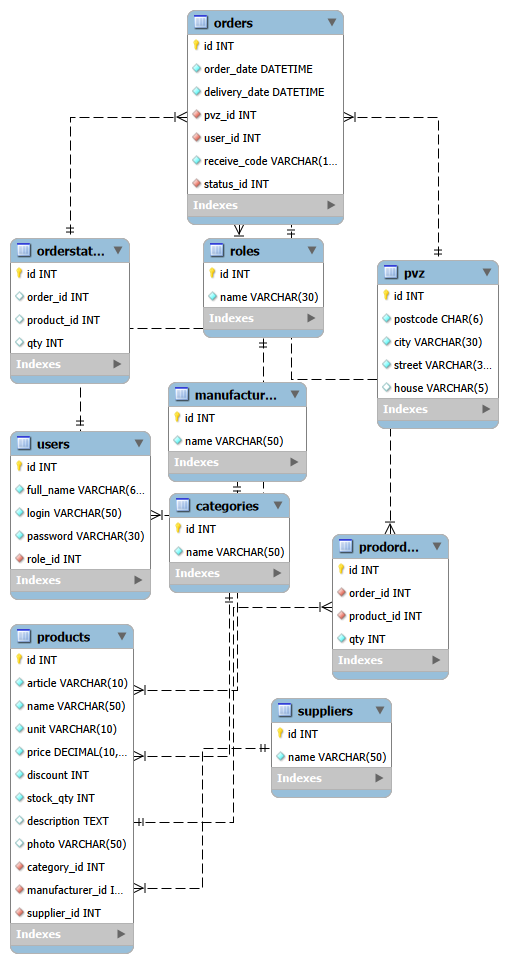 orders
id INT
order_date DATETIME
delivery_date DATETIME
pvz_id INT
user_id INT
receive_code VARCHAR(1...
status_id INT
Indexes
orderstat...
id INT
order_id INT
product_id INT
qty INT
Indexes
roles
id INT
name VARCHAR(30)
Indexes
pvz
id INT
postcode CHAR(6)
city VARCHAR(30)
street VARCHAR(3...
house VARCHAR(5)
Indexes
manufactur...
id INT
name VARCHAR(50)
Indexes
users
id INT
full_name VARCHAR(6...
login VARCHAR(50)
password VARCHAR(30)
role_id INT
Indexes
categories
id INT
name VARCHAR(50)
Indexes
prodord...
id INT
order_id INT
product_id INT
qty INT
Indexes
products
id INT
article VARCHAR(10)
name VARCHAR(50)
unit VARCHAR(10)
price DECIMAL(10,...
discount INT
stock_qty INT
description TEXT
photo VARCHAR(50)
category_id INT
manufacturer_id I...
supplier_id INT
Indexes
suppliers
id INT
name VARCHAR(50)
Indexes